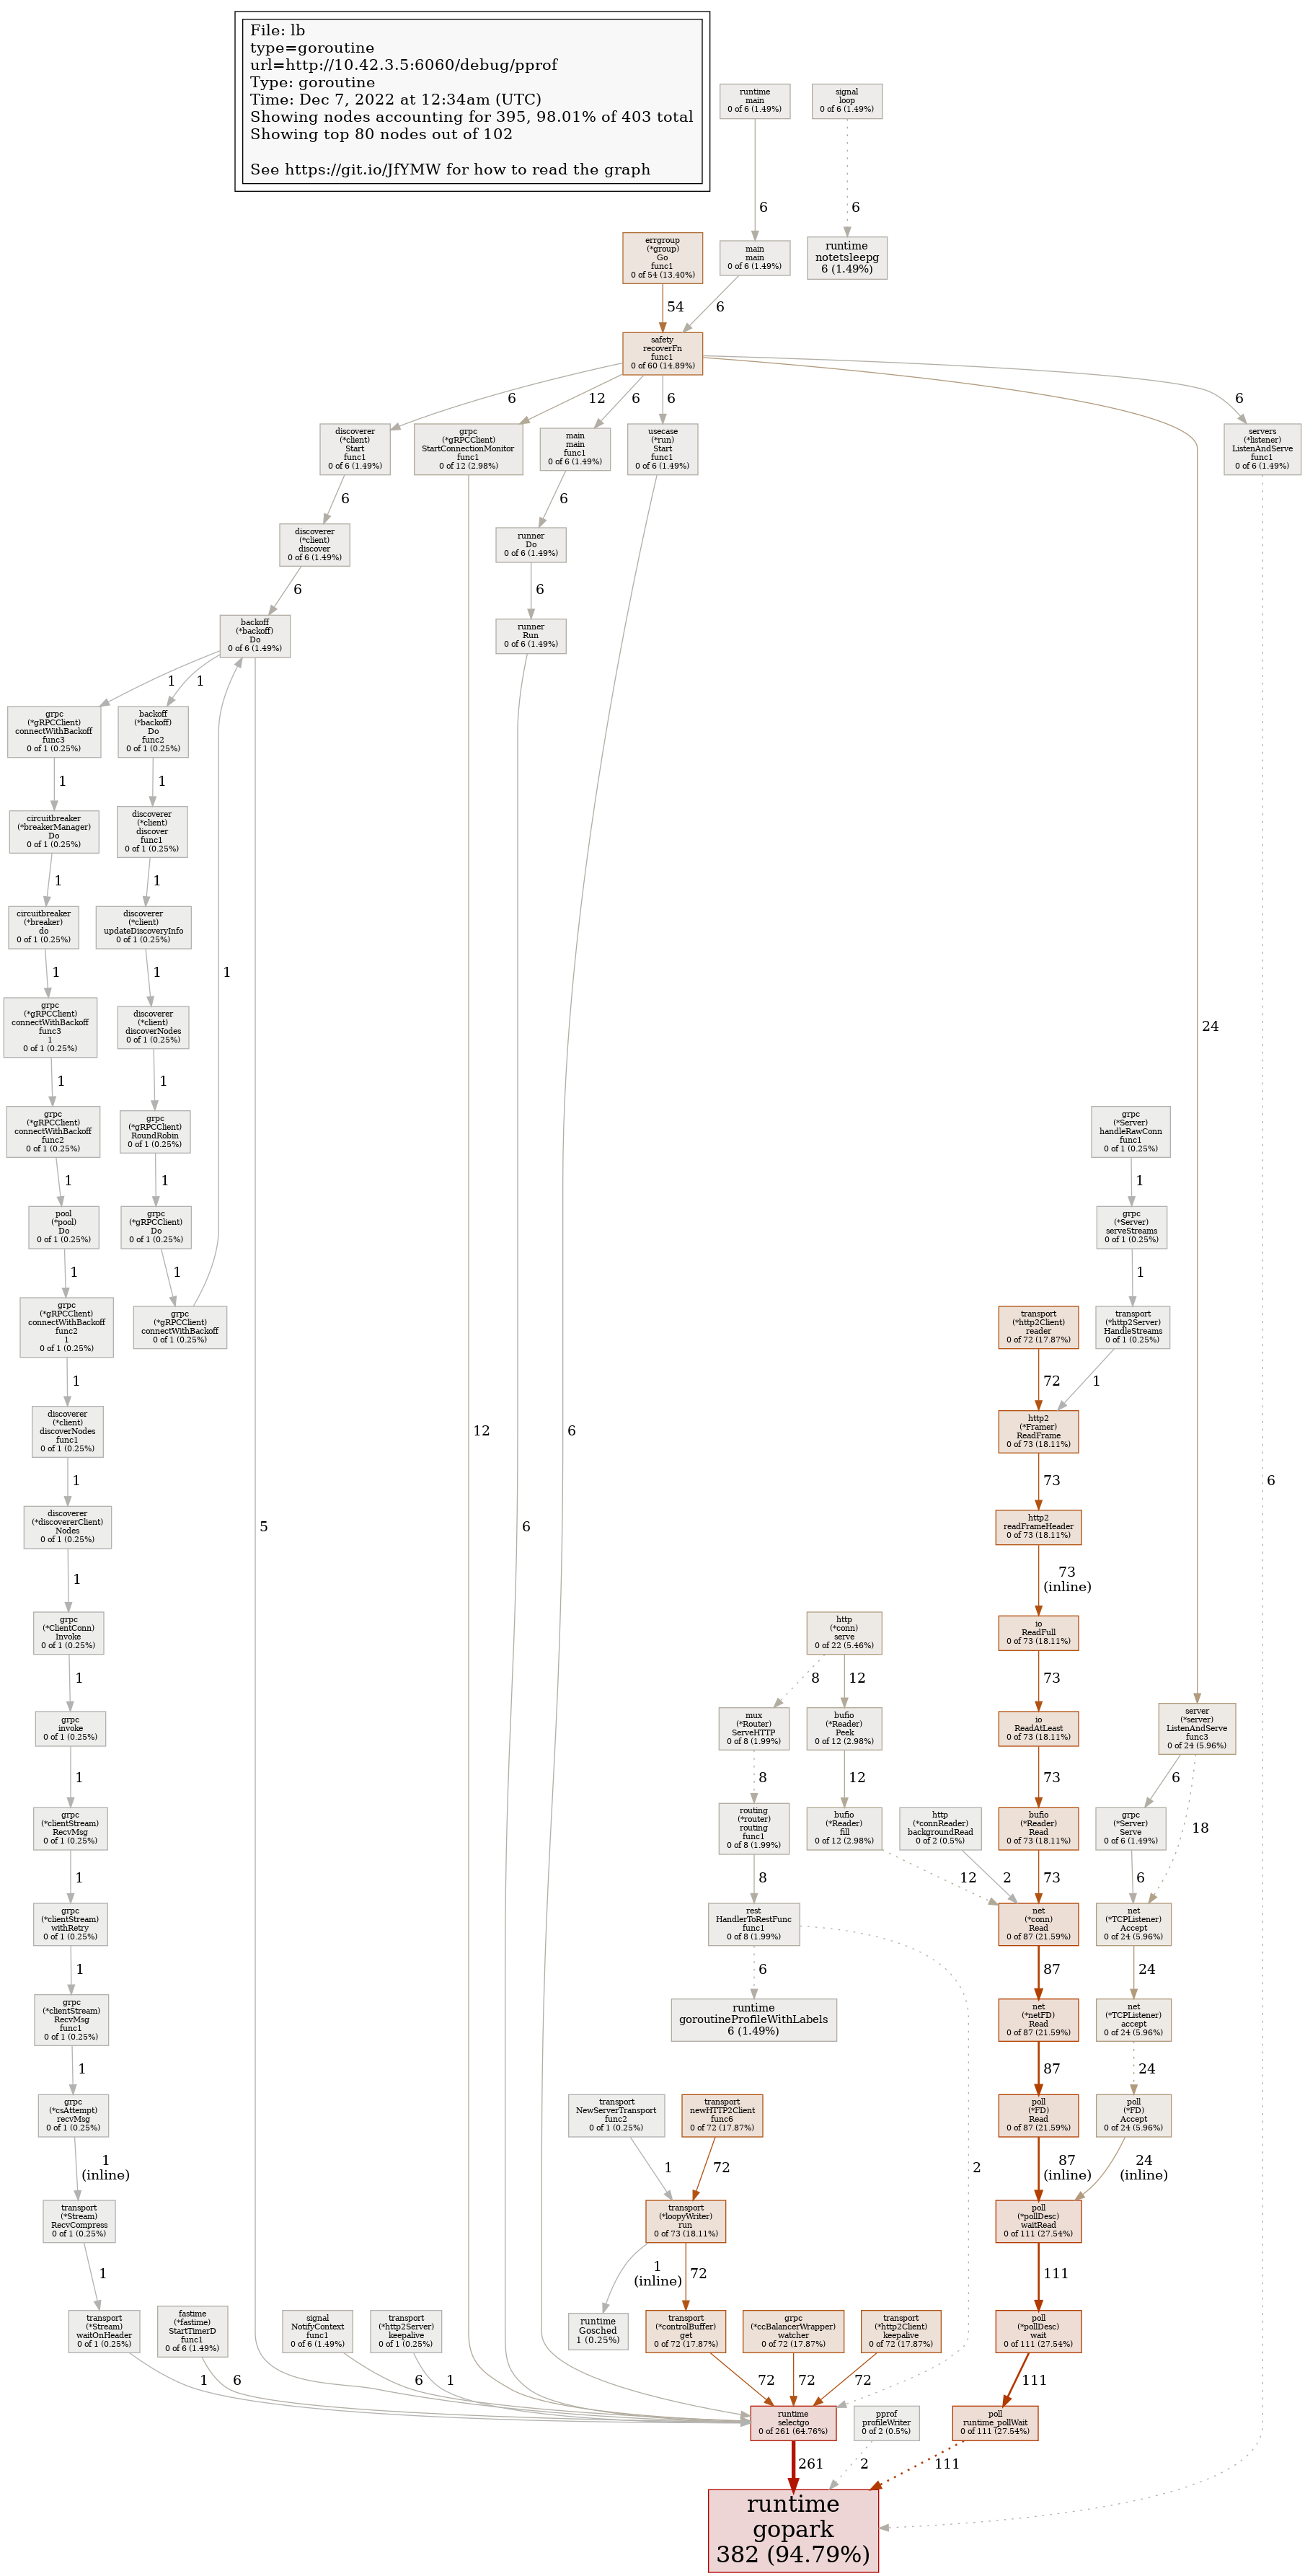 File: lb
type=goroutine
url=http://10.42.3.5:6060/debug/pprof
Type: goroutine
Time: Dec 7, 2022 at 12:34am (UTC)
Showing nodes accounting for 395, 98.01% of 403 total
Showing top 80 nodes out of 102
See https://git.io/JfYMW for how to read the graph
runtime
main
0 of 6 (1.49%)
signal
loop
0 of 6 (1.49%)
6
6
errgroup
(*group)
Go
func1
0 of 54 (13.40%)
main
main
0 of 6 (1.49%)
runtime
notetsleepg
6 (1.49%)
54
6
safety
recoverFn
func1
0 of 60 (14.89%)
6
12
6
6
6
discoverer
(*client)
Start
func1
0 of 6 (1.49%)
grpc
(*gRPCClient)
StartConnectionMonitor
func1
0 of 12 (2.98%)
main
main
func1
0 of 6 (1.49%)
usecase
(*run)
Start
func1
0 of 6 (1.49%)
servers
(*listener)
ListenAndServe
func1
0 of 6 (1.49%)
6
6
discoverer
(*client)
discover
0 of 6 (1.49%)
runner
Do
0 of 6 (1.49%)
6
6
backoff
(*backoff)
Do
0 of 6 (1.49%)
runner
Run
0 of 6 (1.49%)
1
1
grpc
(*gRPCClient)
connectWithBackoff
func3
0 of 1 (0.25%)
backoff
(*backoff)
Do
func2
0 of 1 (0.25%)
1
1
circuitbreaker
(*breakerManager)
Do
0 of 1 (0.25%)
discoverer
(*client)
discover
func1
0 of 1 (0.25%)
1
1
circuitbreaker
(*breaker)
do
0 of 1 (0.25%)
discoverer
(*client)
updateDiscoveryInfo
0 of 1 (0.25%)
1
1
1
grpc
(*gRPCClient)
connectWithBackoff
func3
1
0 of 1 (0.25%)
discoverer
(*client)
discoverNodes
0 of 1 (0.25%)
24
1
1
grpc
(*gRPCClient)
connectWithBackoff
func2
0 of 1 (0.25%)
grpc
(*gRPCClient)
RoundRobin
0 of 1 (0.25%)
grpc
(*Server)
handleRawConn
func1
0 of 1 (0.25%)
1
1
1
pool
(*pool)
Do
0 of 1 (0.25%)
grpc
(*gRPCClient)
Do
0 of 1 (0.25%)
grpc
(*Server)
serveStreams
0 of 1 (0.25%)
1
1
1
grpc
(*gRPCClient)
connectWithBackoff
func2
1
0 of 1 (0.25%)
grpc
(*gRPCClient)
connectWithBackoff
0 of 1 (0.25%)
transport
(*http2Client)
reader
0 of 72 (17.87%)
transport
(*http2Server)
HandleStreams
0 of 1 (0.25%)
1
72
1
discoverer
(*client)
discoverNodes
func1
0 of 1 (0.25%)
12
6
http2
(*Framer)
ReadFrame
0 of 73 (18.11%)
1
73
6
discoverer
(*discovererClient)
Nodes
0 of 1 (0.25%)
5
6
http2
readFrameHeader
0 of 73 (18.11%)
1
73
(inline)
grpc
(*ClientConn)
Invoke
0 of 1 (0.25%)
http
(*conn)
serve
0 of 22 (5.46%)
io
ReadFull
0 of 73 (18.11%)
1
8
12
73
grpc
invoke
0 of 1 (0.25%)
mux
(*Router)
ServeHTTP
0 of 8 (1.99%)
bufio
(*Reader)
Peek
0 of 12 (2.98%)
io
ReadAtLeast
0 of 73 (18.11%)
server
(*server)
ListenAndServe
func3
0 of 24 (5.96%)
1
8
12
73
6
grpc
(*clientStream)
RecvMsg
0 of 1 (0.25%)
routing
(*router)
routing
func1
0 of 8 (1.99%)
bufio
(*Reader)
fill
0 of 12 (2.98%)
http
(*connReader)
backgroundRead
0 of 2 (0.5%)
bufio
(*Reader)
Read
0 of 73 (18.11%)
grpc
(*Server)
Serve
0 of 6 (1.49%)
18
1
8
12
2
73
6
grpc
(*clientStream)
withRetry
0 of 1 (0.25%)
rest
HandlerToRestFunc
func1
0 of 8 (1.99%)
net
(*conn)
Read
0 of 87 (21.59%)
net
(*TCPListener)
Accept
0 of 24 (5.96%)
1
6
87
24
grpc
(*clientStream)
RecvMsg
func1
0 of 1 (0.25%)
runtime
goroutineProfileWithLabels
6 (1.49%)
net
(*netFD)
Read
0 of 87 (21.59%)
net
(*TCPListener)
accept
0 of 24 (5.96%)
1
87
24
grpc
(*csAttempt)
recvMsg
0 of 1 (0.25%)
transport
NewServerTransport
func2
0 of 1 (0.25%)
transport
newHTTP2Client
func6
0 of 72 (17.87%)
poll
(*FD)
Read
0 of 87 (21.59%)
poll
(*FD)
Accept
0 of 24 (5.96%)
1
(inline)
1
72
2
87
(inline)
24
(inline)
transport
(*Stream)
RecvCompress
0 of 1 (0.25%)
transport
(*loopyWriter)
run
0 of 73 (18.11%)
poll
(*pollDesc)
waitRead
0 of 111 (27.54%)
1
1
(inline)
72
111
transport
(*Stream)
waitOnHeader
0 of 1 (0.25%)
fastime
(*fastime)
StartTimerD
func1
0 of 6 (1.49%)
signal
NotifyContext
func1
0 of 6 (1.49%)
transport
(*http2Server)
keepalive
0 of 1 (0.25%)
runtime
Gosched
1 (0.25%)
transport
(*controlBuffer)
get
0 of 72 (17.87%)
grpc
(*ccBalancerWrapper)
watcher
0 of 72 (17.87%)
transport
(*http2Client)
keepalive
0 of 72 (17.87%)
poll
(*pollDesc)
wait
0 of 111 (27.54%)
1
6
6
1
72
72
72
111
runtime
selectgo
0 of 261 (64.76%)
pprof
profileWriter
0 of 2 (0.5%)
poll
runtime_pollWait
0 of 111 (27.54%)
261
2
111
runtime
gopark
382 (94.79%)